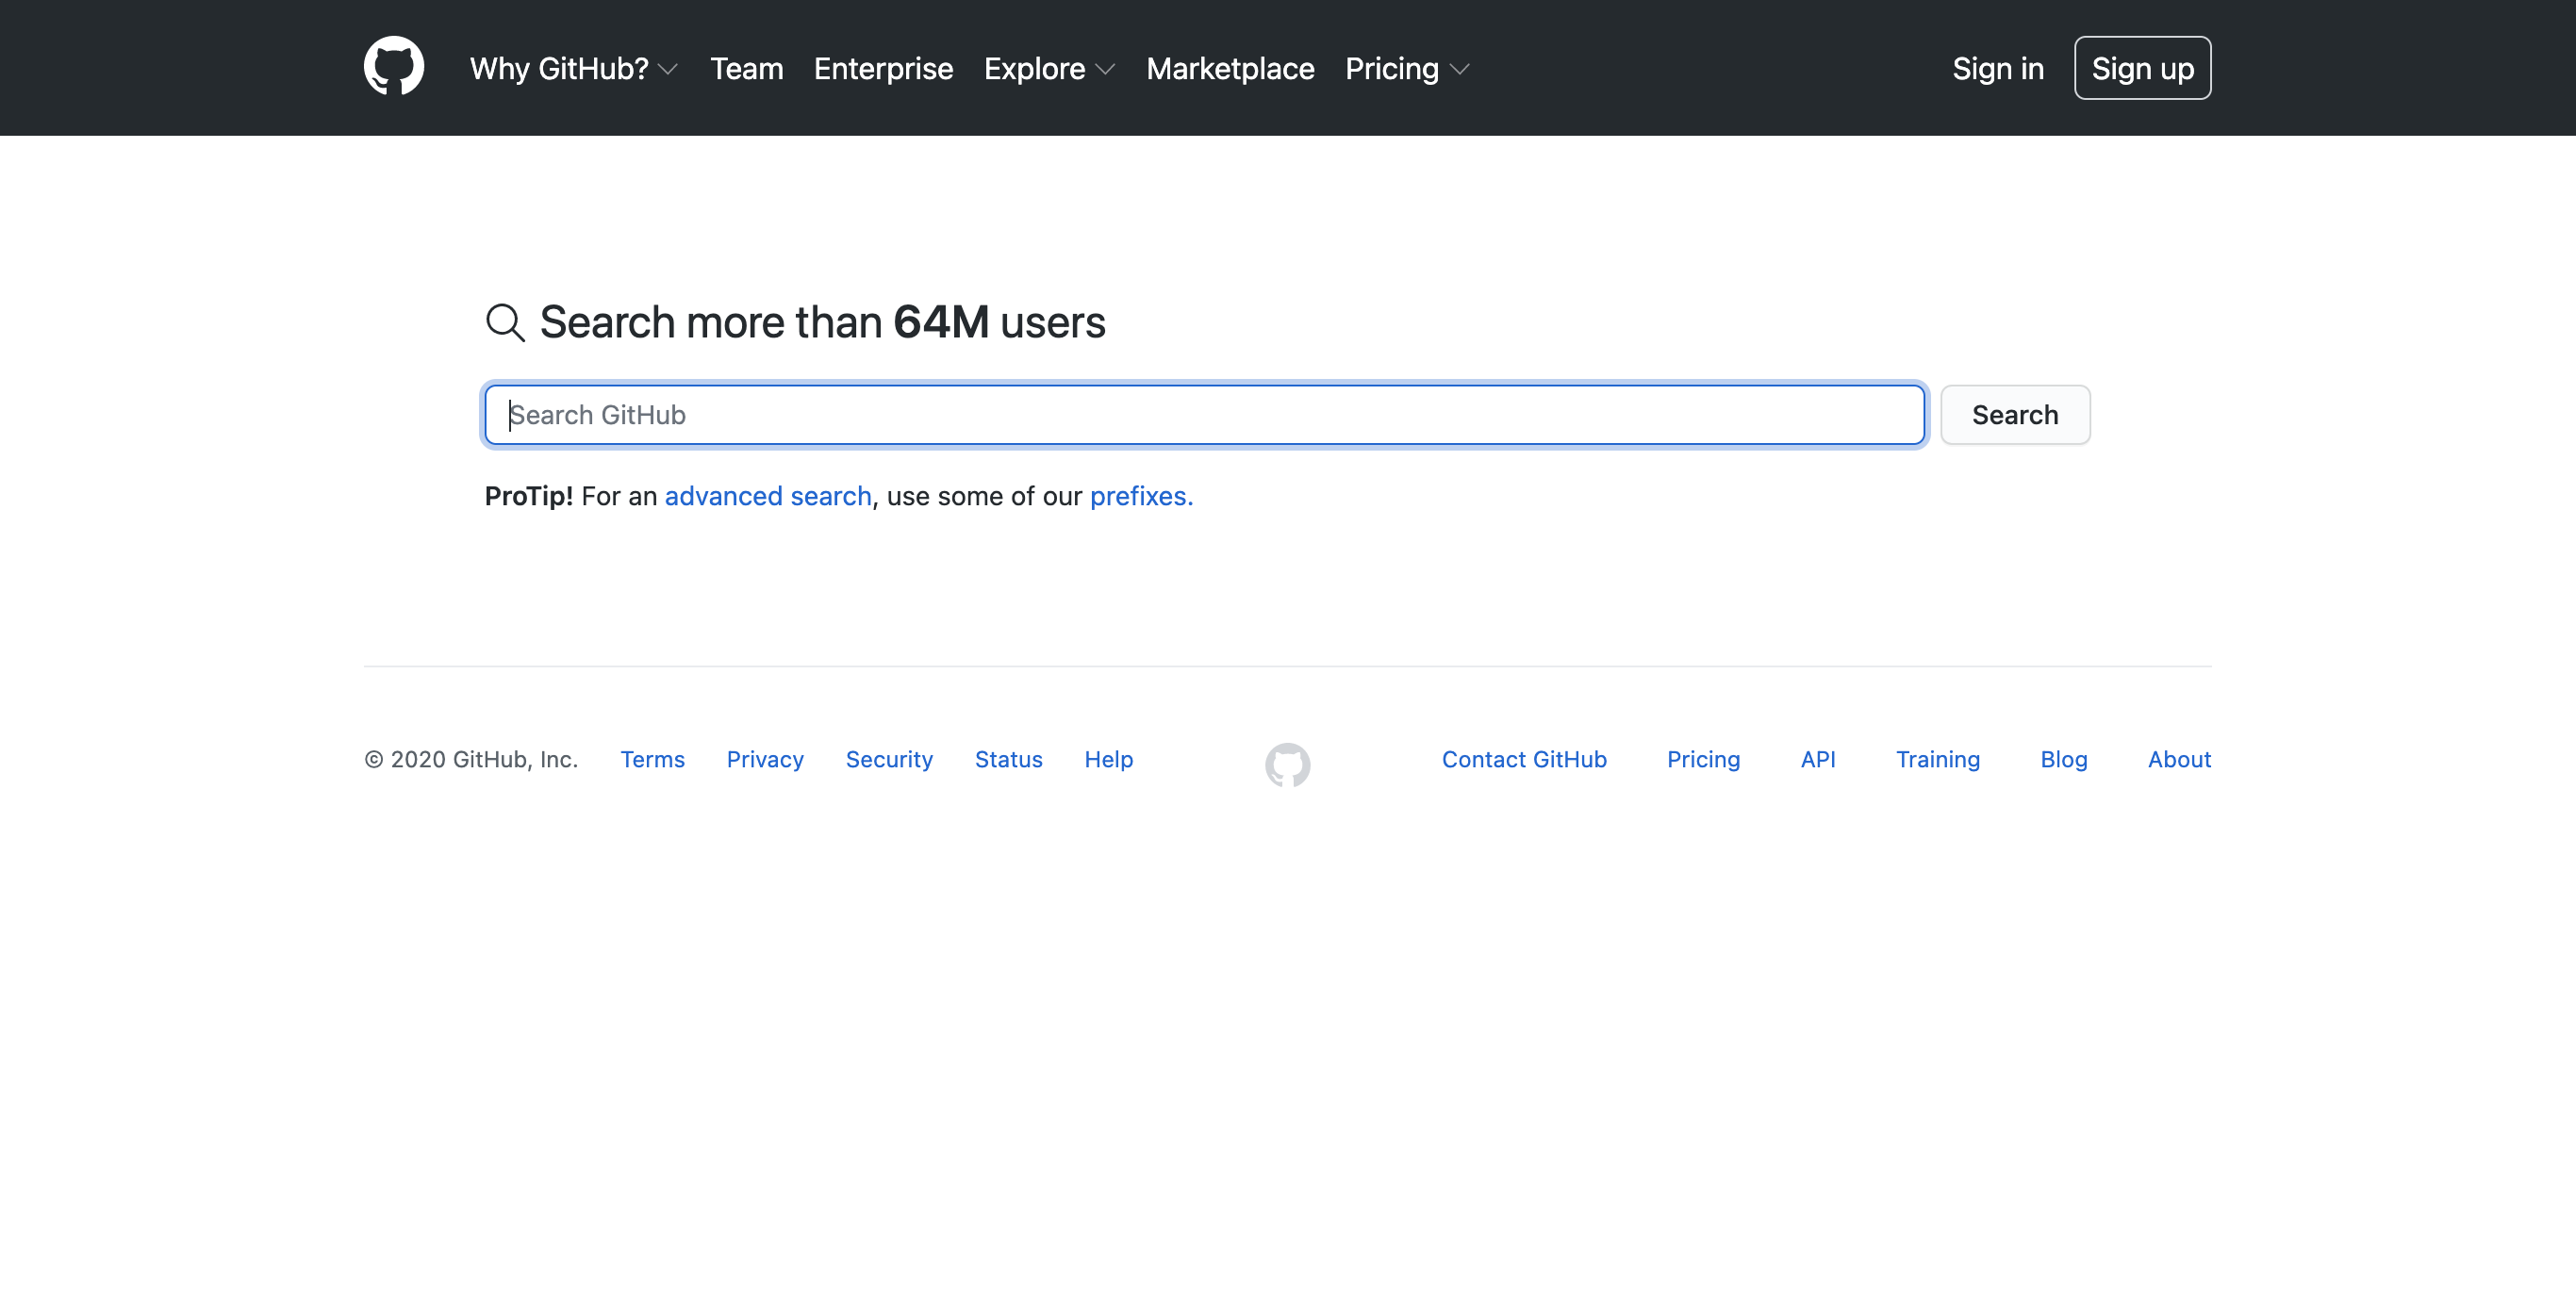 Why GitHub? Team Enterprise Explore Marketplace Pricing Sign in Sign up
Search more than 64M users
Search GitHub Search
ProTip! For an advanced search, use some of our prefixes.
© 2020 GitHub, Inc. Terms Privacy Security Status Help Contact GitHub Pricing API Training Blog About